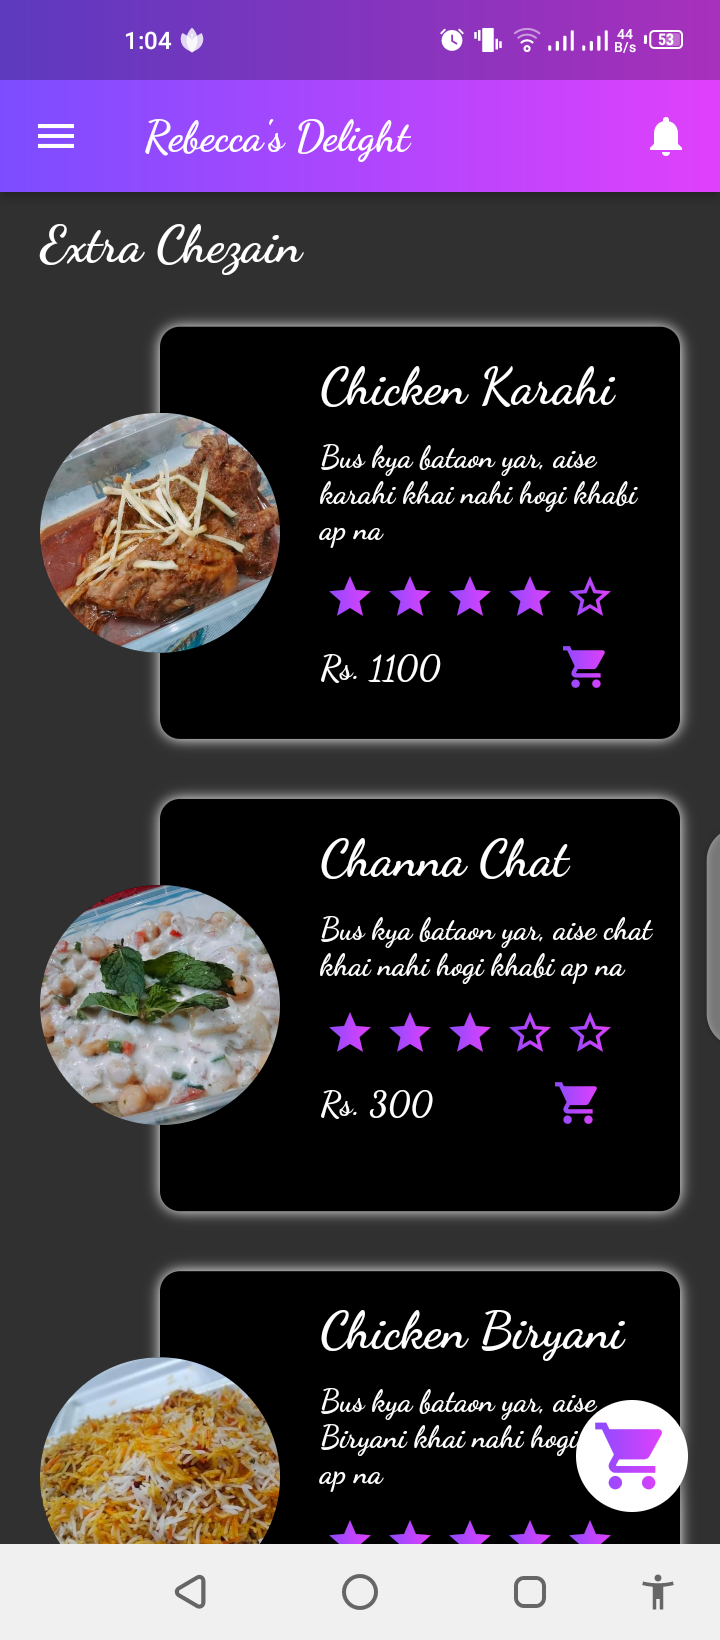 1:04
44
B/s
53
Rebecca's Delight
Extra Chezain
Chicken Karahi
Bus kya bataon yar, aise
karahi khai nahi hogi khabi
ap na
Rs. 1100
Channa Chat
Bus kya bataon yar, aise chat
khai nahi hogi khabi ap na
Rs. 300
Chicken Biryani
Bus kya bataon yar, aise
Biryani khai nahi hogi
ap na